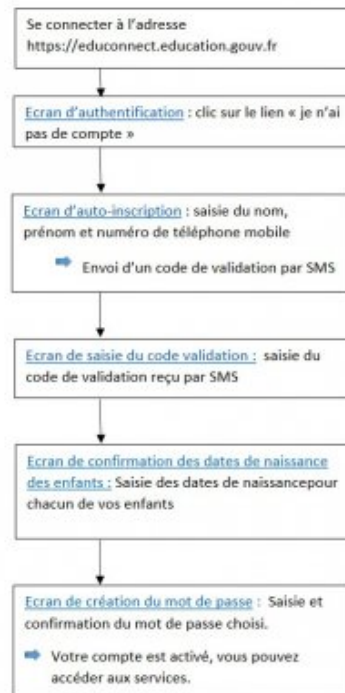 Se connecter à l'adresse
https://educonnect.education.gouv.fr
Ecran d'authentification : clic sur le lien « je n'ai
pas de compte »
Ecran d'auto-inscription : saisie du nom,
prénom et numéro de téléphone mobile
Envoi d'un code de validation par SMS
Ecran de saisie du code validation : saisie du
code de validation reçu par SMS
Ecran de confirmation des dates de naissance
des enfants : Saisie des dates de naissancepour
chacun de vos enfants
Ecran de création du mot de passe : Saisie et
confirmation du mot de passe choisi.
Votre compte est activé, vous pouvez
accéder aux services.